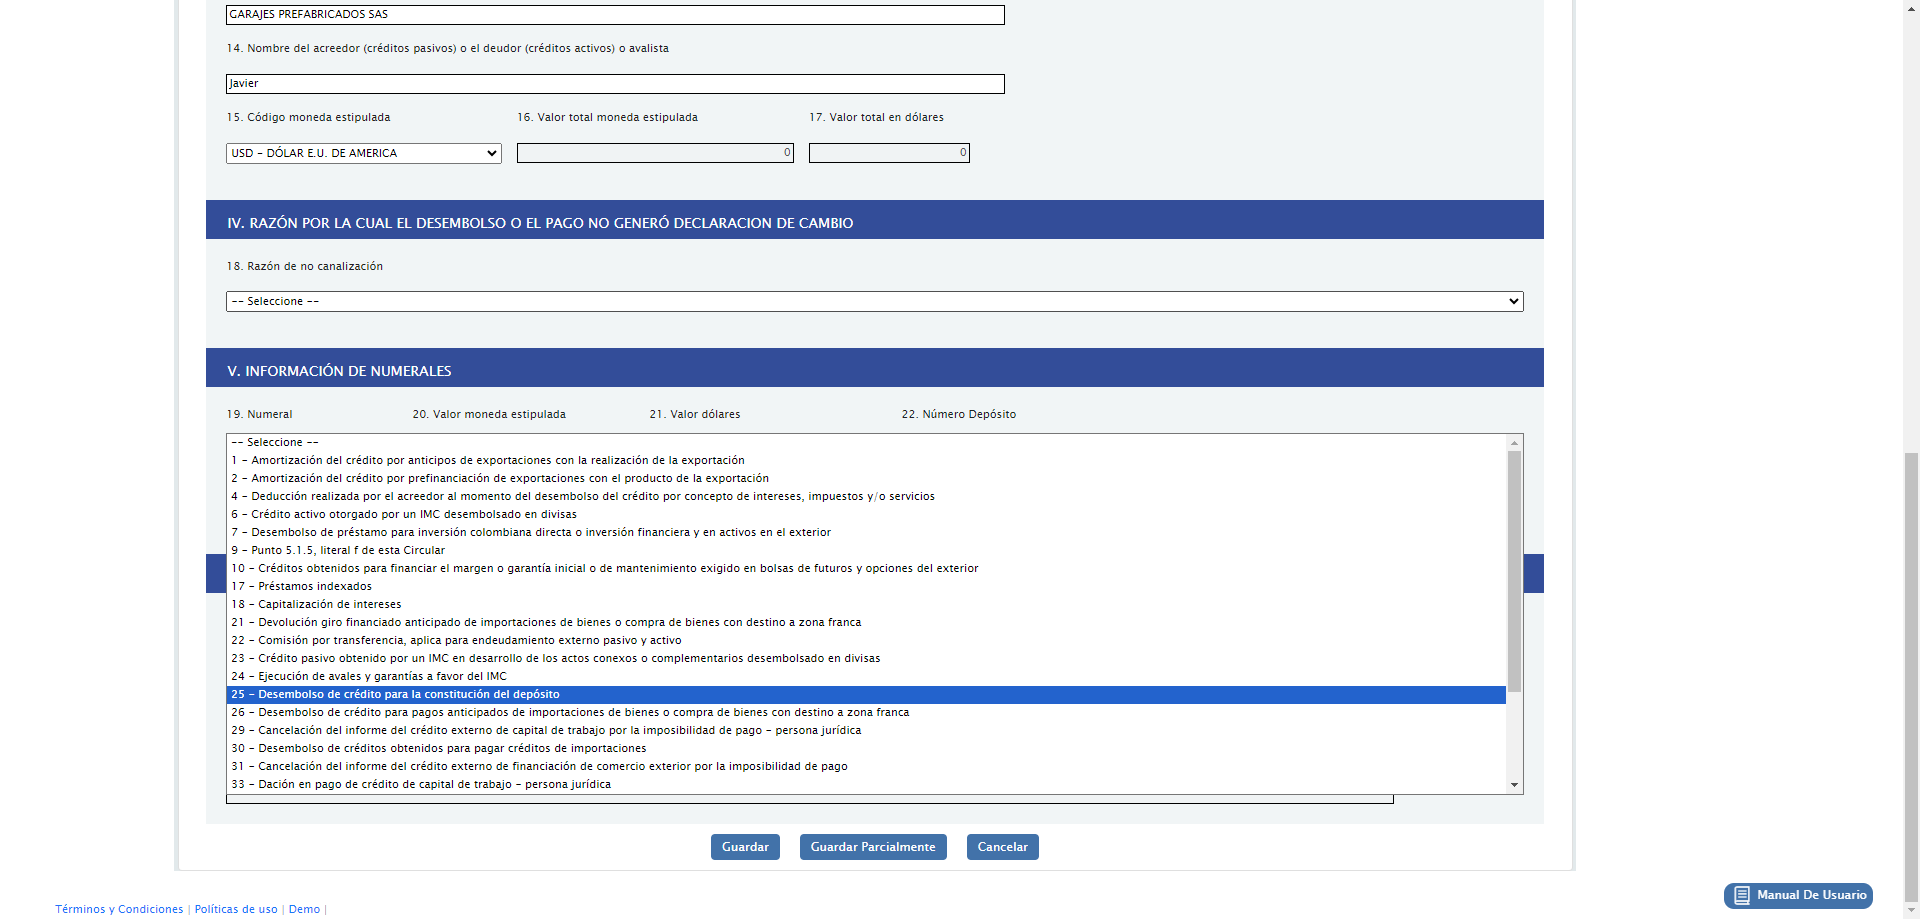 GARAJES PREFABRICADOS SAS
14. Nombre del acreedor (créditos pasivos) o el deudor (créditos activos) o avalista
Javier
15. Código moneda estipulada 16. Valor total moneda estipulada 17. Valor total en dólares
USD - DÓLAR E.U. DE AMERICA 0 0
IV. RAZÓN POR LA CUAL EL DESEMBOLSO O EL PAGO NO GENERÓ DECLARACION DE CAMBIO
18. Razón de no canalización
-- Seleccione --
V. INFORMACIÓN DE NUMERALES
19. Numeral 20. Valor moneda estipulada 21. Valor dólares 22. Número Depósito
-- Seleccione --
1 - Amortización del crédito por anticipos de exportaciones con la realización de la exportación
2 - Amortización del crédito por prefinanciación de exportaciones con el producto de la exportación
4 - Deducción realizada por el acreedor al momento del desembolso del crédito por concepto de intereses, impuestos y/o servicios
6 - Crédito activo otorgado por un IMC desembolsado en divisas
7 - Desembolso de préstamo para inversión colombiana directa o inversión financiera y en activos en el exterior
9 - Punto 5.1.5, literal f de esta Circular
10 - Créditos obtenidos para financiar el margen o garantía inicial o de mantenimiento exigido en bolsas de futuros y opciones del exterior
17 - Préstamos indexados
18 - Capitalización de intereses
21 - Devolución giro financiado anticipado de importaciones de bienes o compra de bienes con destino a zona franca
22 - Comisión por transferencia, aplica para endeudamiento externo pasivo y activo
23 - Crédito pasivo obtenido por un IMC en desarrollo de los actos conexos o complementarios desembolsado en divisas
24 - Ejecución de avales y garantías a favor del IMC
25 - Desembolso de crédito para la constitución del depósito
26 - Desembolso de crédito para pagos anticipados de importaciones de bienes o compra de bienes con destino a zona franca
29 - Cancelación del informe del crédito externo de capital de trabajo por la imposibilidad de pago - persona jurídica
30 - Desembolso de créditos obtenidos para pagar créditos de importaciones
31 - Cancelación del informe del crédito externo de financiación de comercio exterior por la imposibilidad de pago
33 - Dación en pago de crédito de capital de trabajo - persona jurídica
Guardar Guardar Parcialmente Cancelar
Manual De Usuario
Términos y Condiciones | Políticas de uso | Demo |